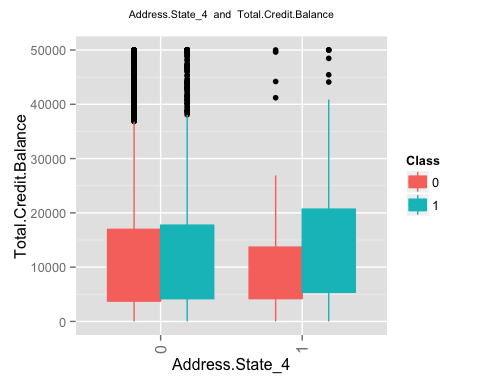 Address.State_4 and Total.Credit.Balance
50000
40000
30000
20000
10000
0
Total.Credit.Balance
0
1
Address.State_4
Class
0
1